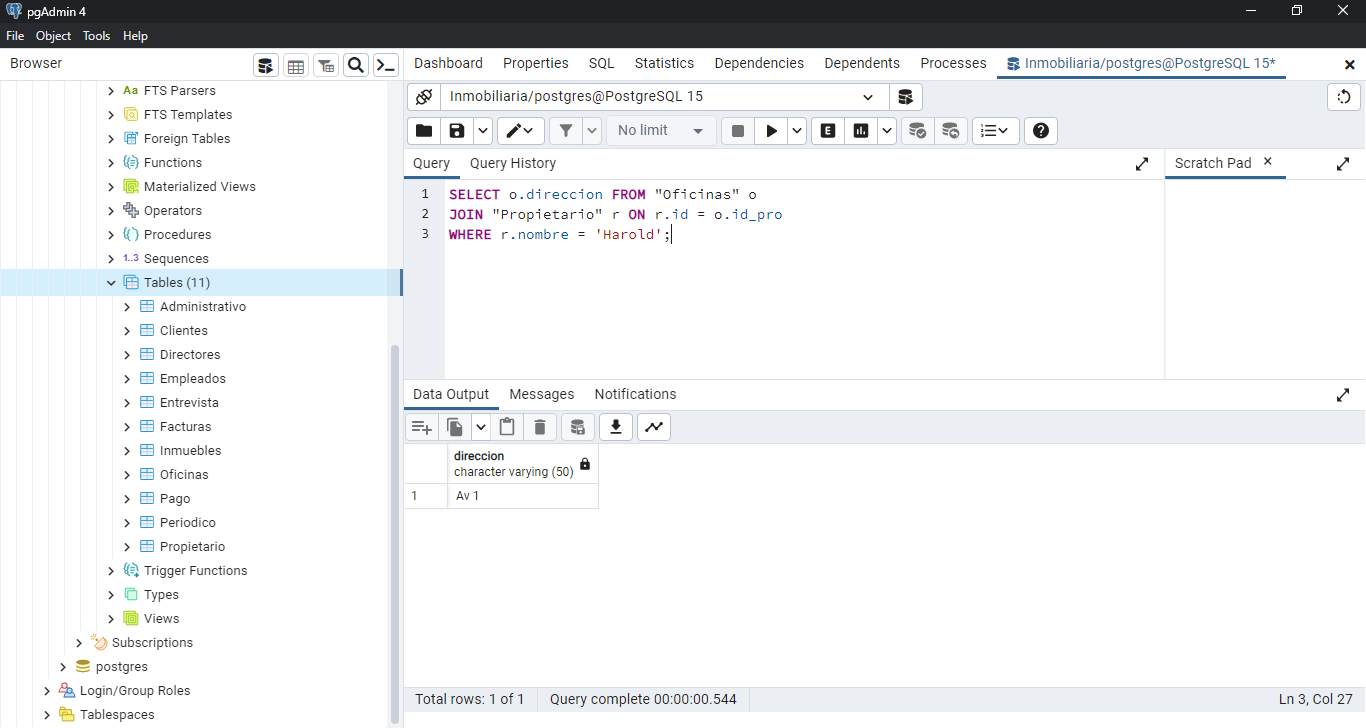 pgAdmin 4
File Object Tools Help
Browser
Dashboard Properties SQL Statistics Dependencies Dependents Processes Inmobiliaria/postgres@PostgreSQL 15*
Inmobiliaria/postgres@PostgreSQL 15
No limit
E
Query Query History
Scratch Pad
1 SELECT o.direccion FROM "Oficinas" o
2 JOIN "Propietario" r ON r.id = o.id_pro
3 WHERE r.nombre = 'Harold';
Data Output Messages Notifications
direccion
character varying (50)
1 Av 1
Total rows: 1 of 1 Query complete 00:00:00.544 Ln 3, Col 27
Aa FTS Parsers
FTS Templates
Foreign Tables
Functions
Materialized Views
Operators
Procedures
1..3 Sequences
Tables (11)
Administrativo
Clientes
Directores
Empleados
Entrevista
Facturas
Inmuebles
Oficinas
Pago
Periodico
Propietario
Trigger Functions
Types
Views
Subscriptions
postgres
Login/Group Roles
Tablespaces